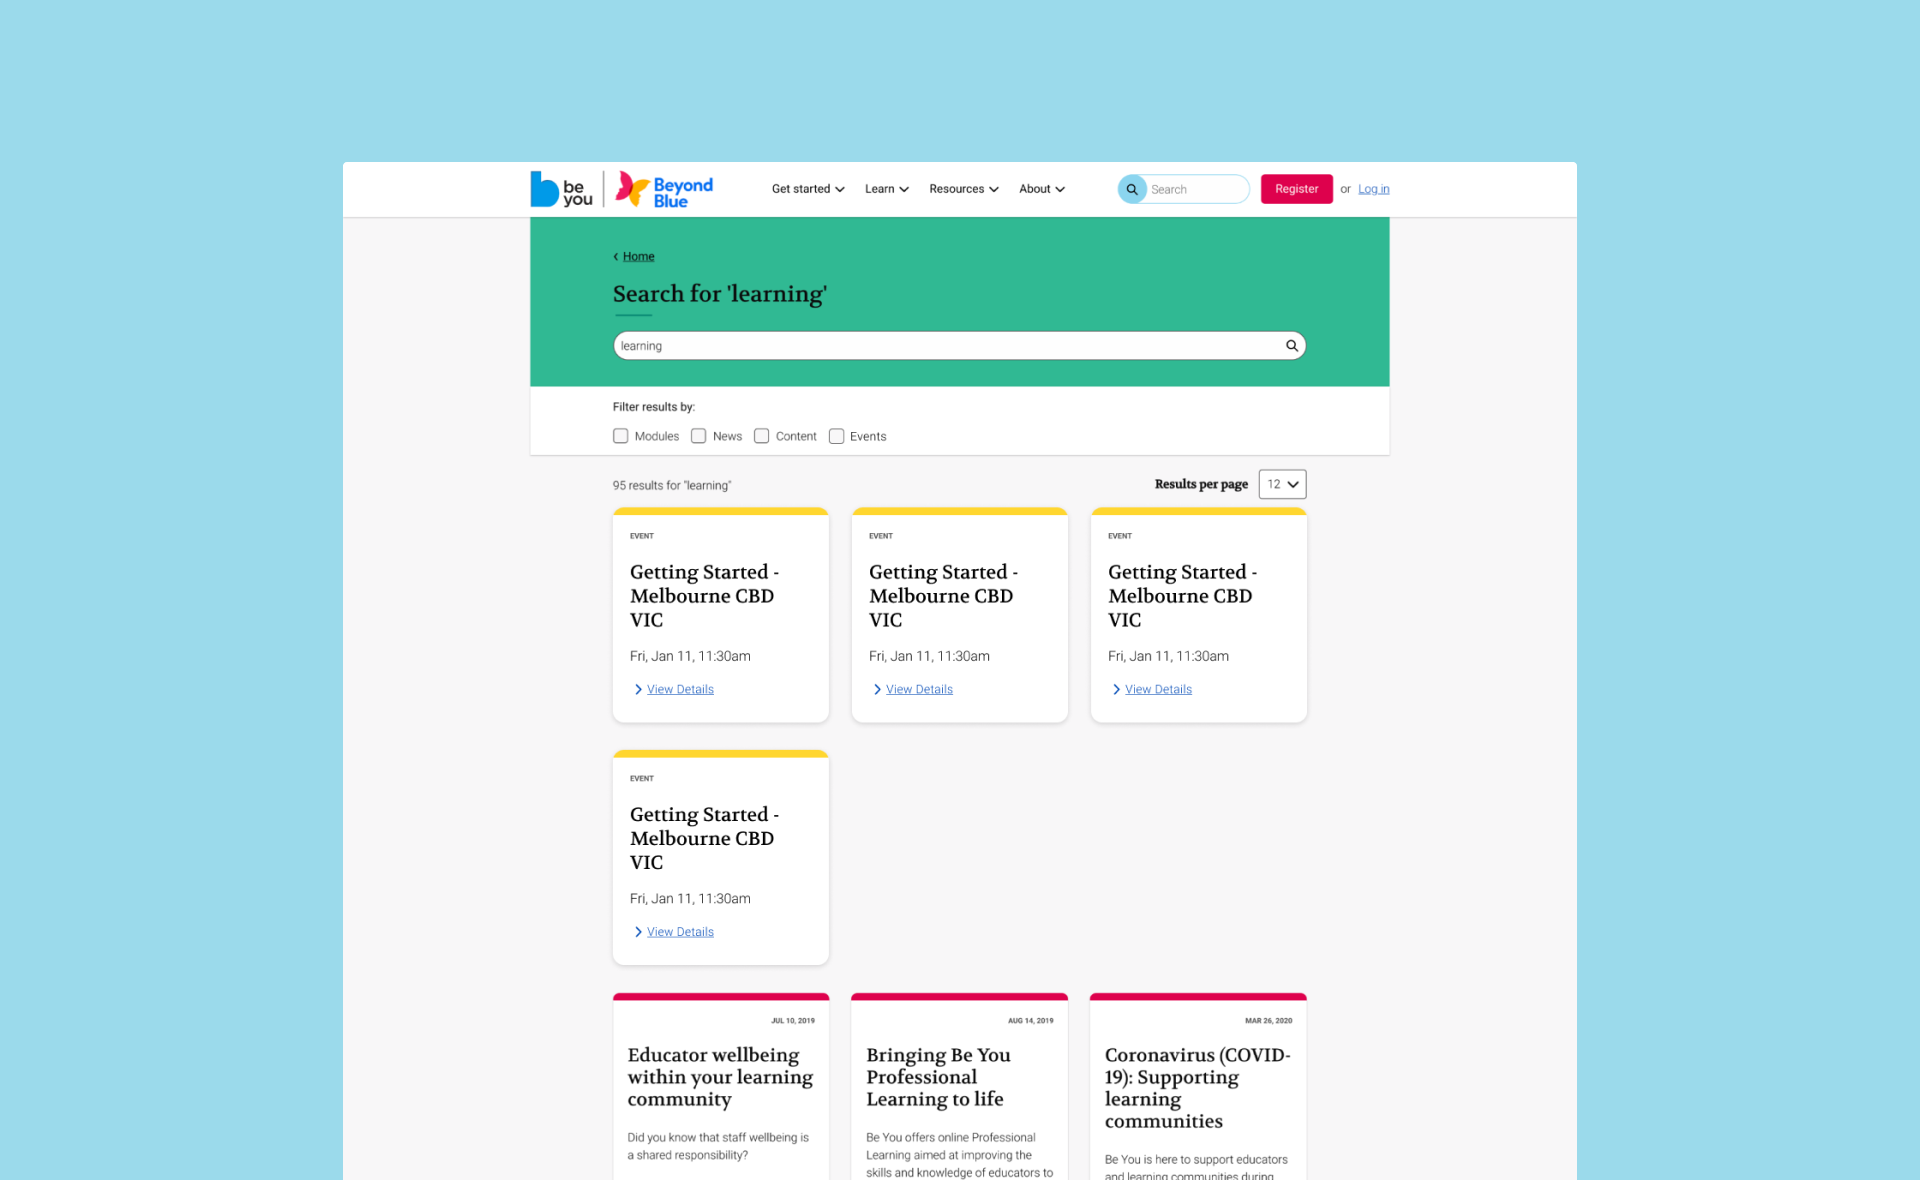 be you
Beyond Blue
Get started
Learn
Resources
About
Search
Register
or
Log in
Home
Search for 'learning'
learning
Filter results by:
Modules
News
Content
Events
95 results for "learning"
Results per page
12
EVENT
Getting Started -
Melbourne CBD
VIC
Fri, Jan 11, 11:30am
View Details
EVENT
Getting Started -
Melbourne CBD
VIC
Fri, Jan 11, 11:30am
View Details
EVENT
Getting Started -
Melbourne CBD
VIC
Fri, Jan 11, 11:30am
View Details
EVENT
Getting Started -
Melbourne CBD
VIC
Fri, Jan 11, 11:30am
View Details
JUL 10, 2019
Educator wellbeing
within your learning
community
Did you know that staff wellbeing is
a shared responsibility?
AUG 14, 2019
Bringing Be You
Professional
Learning to life
Be You offers online Professional
Learning aimed at improving the
skills and knowledge of educators to
MAR 26, 2020
Coronavirus (COVID-
19): Supporting
learning
communities
Be You is here to support educators
and learning communities during